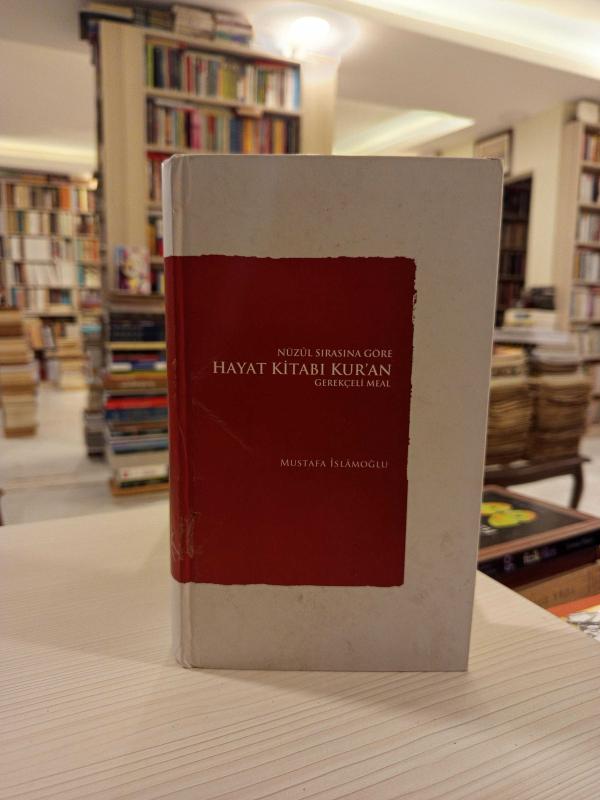 NÜZÛL SIRASINA GÖRE
HAYAT KİTABI KUR'AN
GEREKÇELİ MEAL
MUSTAFA İSLÂMOĞLU